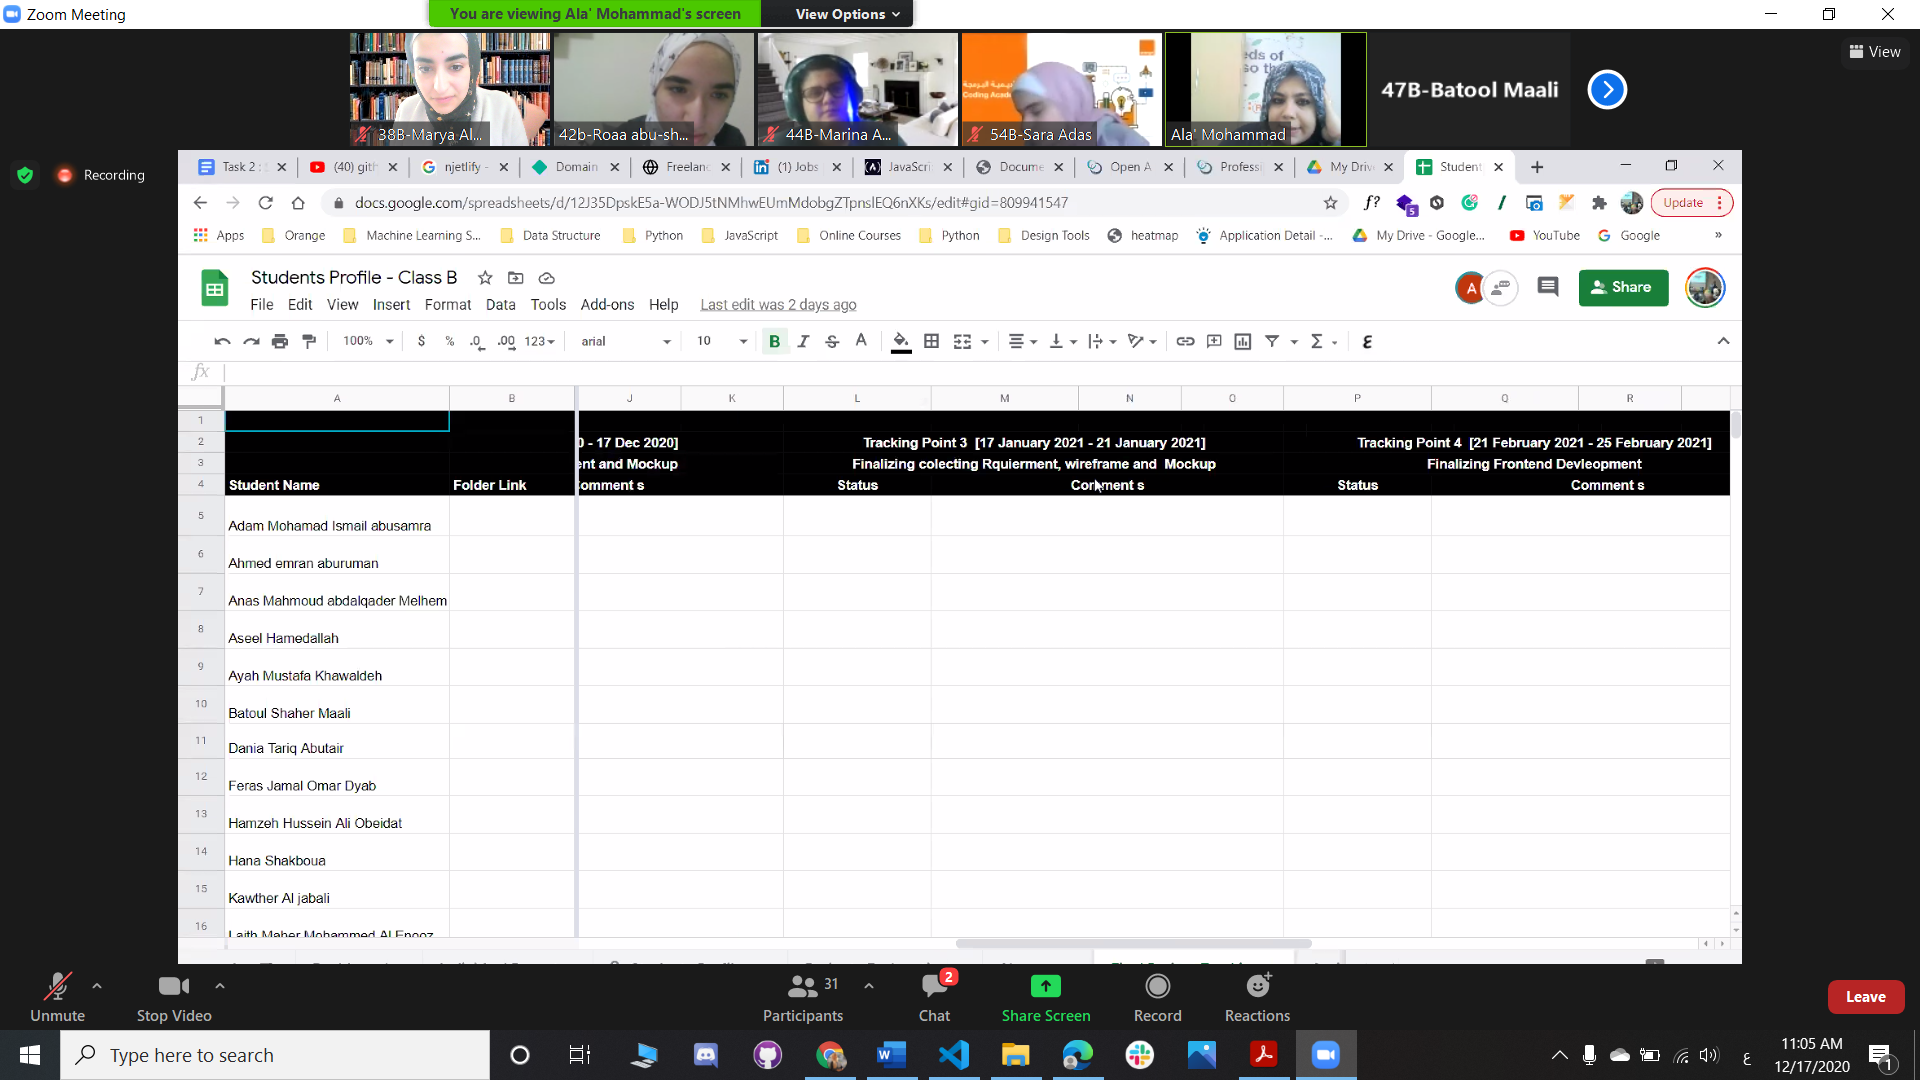 Zoom Meeting
You are viewing Ala' Mohammad's screen
View Options
View
38B-Marya Al...
42b-Roaa abu-sh...
44B-Marina A...
54B-Sara Adas
Ala' Mohammad
47B-Batool Maali
Recording
Task 2 :
(40) gith
njetlify -
Domain
Freelanc
(1) Jobs
JavaScri
Docume
Open A
Professi
My Driv
Student
docs.google.com/spreadsheets/d/12J35DpskE5a-WODJ5tNMhwEUmMdobgZTpnslEQ6nXKs/edit#gid=809941547
Update
Apps
Orange
Machine Learning S...
Data Structure
Python
JavaScript
Online Courses
Python
Design Tools
heatmap
Application Detail -...
My Drive - Google...
YouTube
Google
»
Students Profile - Class B
File Edit View Insert Format Data Tools Add-ons Help Last edit was 2 days ago
A
Share
100% $ % .0 .00 123 arial 10 B I S A
fx
A B J K L M N O P Q R
1
2 0 - 17 Dec 2020] Tracking Point 3 [17 January 2021 - 21 January 2021] Tracking Point 4 [21 February 2021 - 25 February 2021]
3 ent and Mockup Finalizing colecting Rquierment, wireframe and Mockup Finalizing Frontend Devleopment
4 Student Name Folder Link Comment s Status Comment s Status Comment s
5 Adam Mohamad Ismail abusamra
6 Ahmed emran aburuman
7 Anas Mahmoud abdalqader Melhem
8 Aseel Hamedallah
9 Ayah Mustafa Khawaldeh
10 Batoul Shaher Maali
11 Dania Tariq Abutair
12 Feras Jamal Omar Dyab
13 Hamzeh Hussein Ali Obeidat
14 Hana Shakboua
15 Kawther Al jabali
16 Laith Maher Mohammed Al Enooz
Unmute
Stop Video
31
Participants
2
Chat
Share Screen
Record
Reactions
Leave
Type here to search
ع
11:05 AM
12/17/2020
1